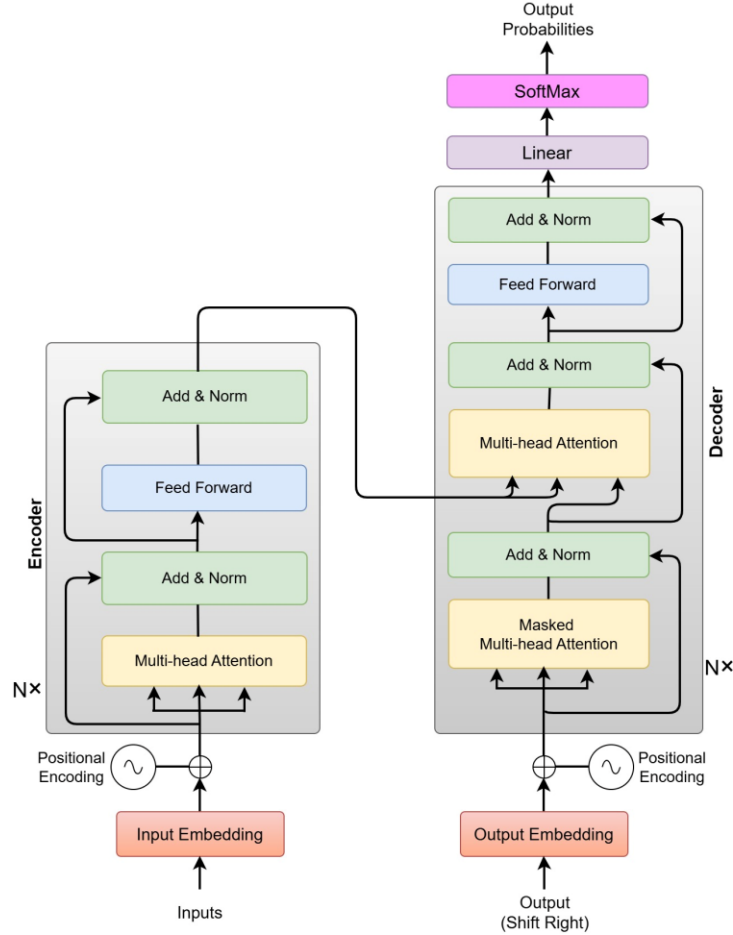 Output
Probabilities
SoftMax
Linear
Add & Norm
Feed Forward
Add & Norm
Multi-head Attention
Decoder
Add & Norm
Masked
Multi-head Attention
N×
Positional
Encoding
Output Embedding
Output
(Shift Right)
Add & Norm
Feed Forward
Encoder
Add & Norm
Multi-head Attention
N×
Positional
Encoding
Input Embedding
Inputs